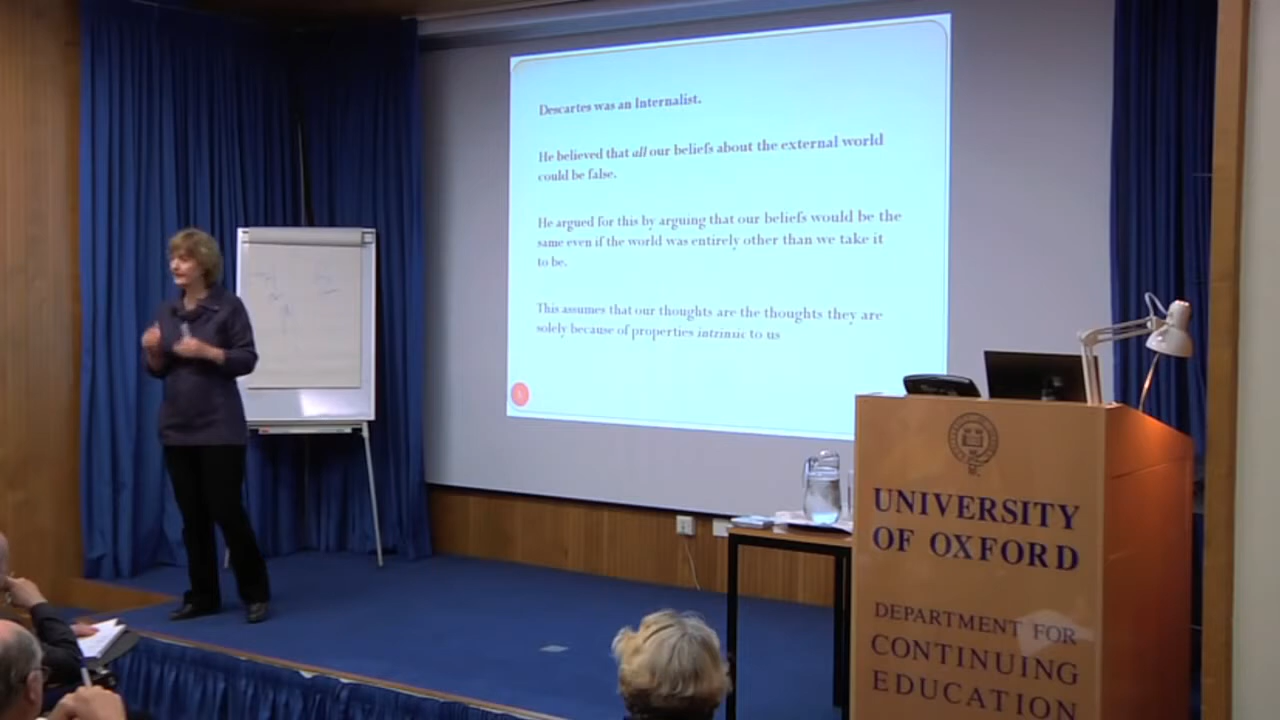 Descartes was an Internalist.
He believed that all our beliefs about the external world
could be false.
He argued for this by arguing that our beliefs would be the
same even if the world was entirely other than we take it
to be.
This assumes that our thoughts are the thoughts they are
solely because of properties intrinsic to us
UNIVERSITY
OF OXFORD
DEPARTMENT FOR
CONTINUING
EDUCATION